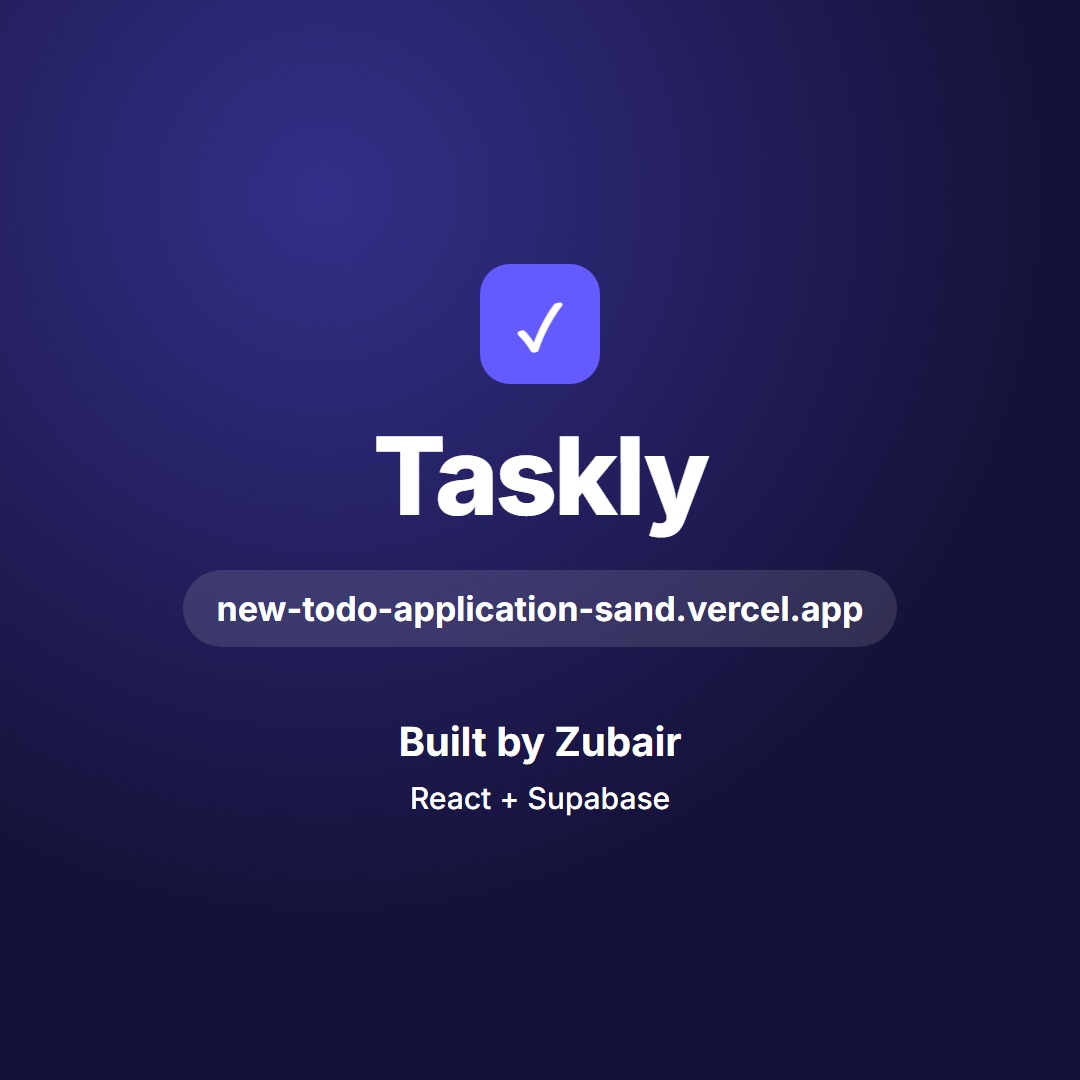 Taskly
new-todo-application-sand.vercel.app
Built by Zubair
React + Supabase